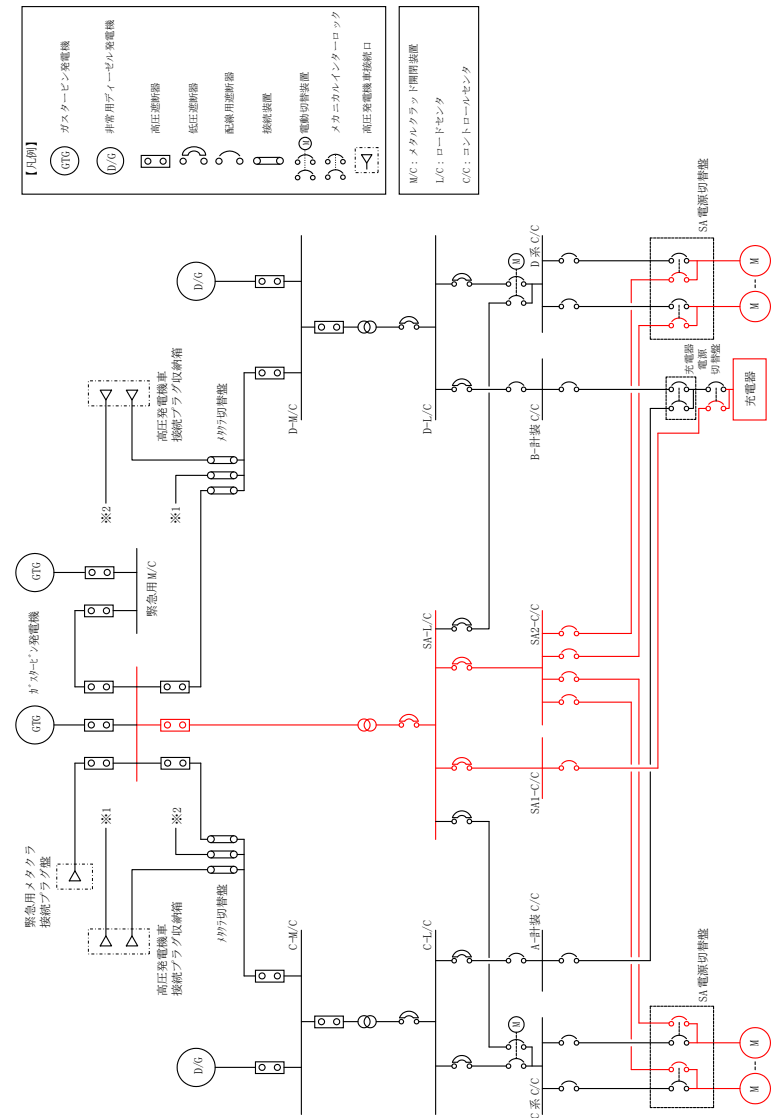 【凡例】
GTG
ガスタービン発電機
D/G
非常用ディーゼル発電機
高圧遮断器
低圧遮断器
配線用遮断器
接続装置
M
電動切替装置
メカニカルインターロック
高圧発電機車接続口
M/C：メタルクラッド開閉装置
L/C：ロードセンタ
C/C：コントロールセンタ
緊急用メタクラ
接続プラグ盤
高圧発電機車
接続プラグ収納箱
※1
※2
メタクラ切替盤
ガスタービン発電機
GTG
GTG
緊急用M/C
高圧発電機車
接続プラグ収納箱
※2
※1
メタクラ切替盤
D/G
D/G
C-M/C
D-M/C
C-L/C
SA-L/C
D-L/C
M
M
C系 C/C
A-計装 C/C
SA1-C/C
SA2-C/C
B-計装 C/C
D系 C/C
SA電源切替盤
充電器
電源
切替盤
SA電源切替盤
充電器
M
M
M
M